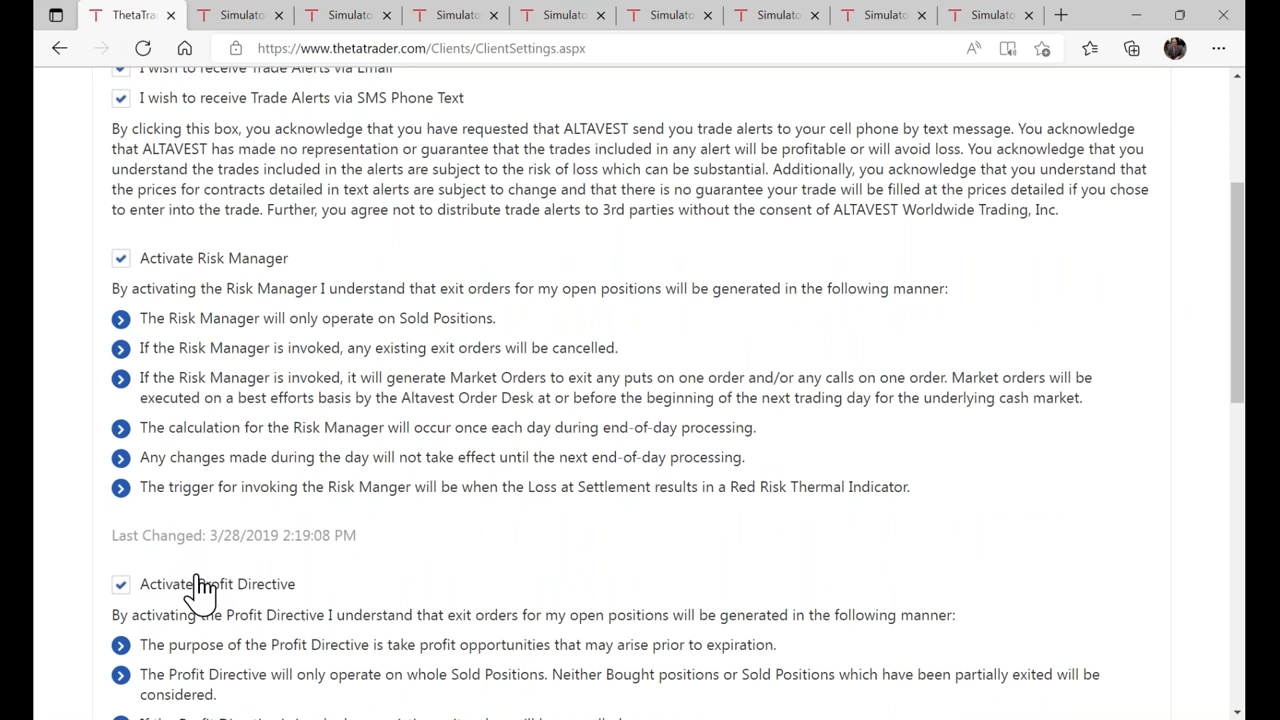 ThetaTra
Simulato
Simulato
Simulato
Simulato
Simulato
Simulato
Simulato
Simulato
https://www.thetatrader.com/Clients/ClientSettings.aspx
I wish to receive Trade Alerts via Email
I wish to receive Trade Alerts via SMS Phone Text
By clicking this box, you acknowledge that you have requested that ALTAVEST send you trade alerts to your cell phone by text message. You acknowledge
that ALTAVEST has made no representation or guarantee that the trades included in any alert will be profitable or will avoid loss. You acknowledge that you
understand the trades included in the alerts are subject to the risk of loss which can be substantial. Additionally, you acknowledge that you understand that
the prices for contracts detailed in text alerts are subject to change and that there is no guarantee your trade will be filled at the prices detailed if you chose
to enter into the trade. Further, you agree not to distribute trade alerts to 3rd parties without the consent of ALTAVEST Worldwide Trading, Inc.
Activate Risk Manager
By activating the Risk Manager I understand that exit orders for my open positions will be generated in the following manner:
The Risk Manager will only operate on Sold Positions.
If the Risk Manager is invoked, any existing exit orders will be cancelled.
If the Risk Manager is invoked, it will generate Market Orders to exit any puts on one order and/or any calls on one order. Market orders will be
executed on a best efforts basis by the Altavest Order Desk at or before the beginning of the next trading day for the underlying cash market.
The calculation for the Risk Manager will occur once each day during end-of-day processing.
Any changes made during the day will not take effect until the next end-of-day processing.
The trigger for invoking the Risk Manger will be when the Loss at Settlement results in a Red Risk Thermal Indicator.
Last Changed: 3/28/2019 2:19:08 PM
Activate Profit Directive
By activating the Profit Directive I understand that exit orders for my open positions will be generated in the following manner:
The purpose of the Profit Directive is take profit opportunities that may arise prior to expiration.
The Profit Directive will only operate on whole Sold Positions. Neither Bought positions or Sold Positions which have been partially exited will be
considered.